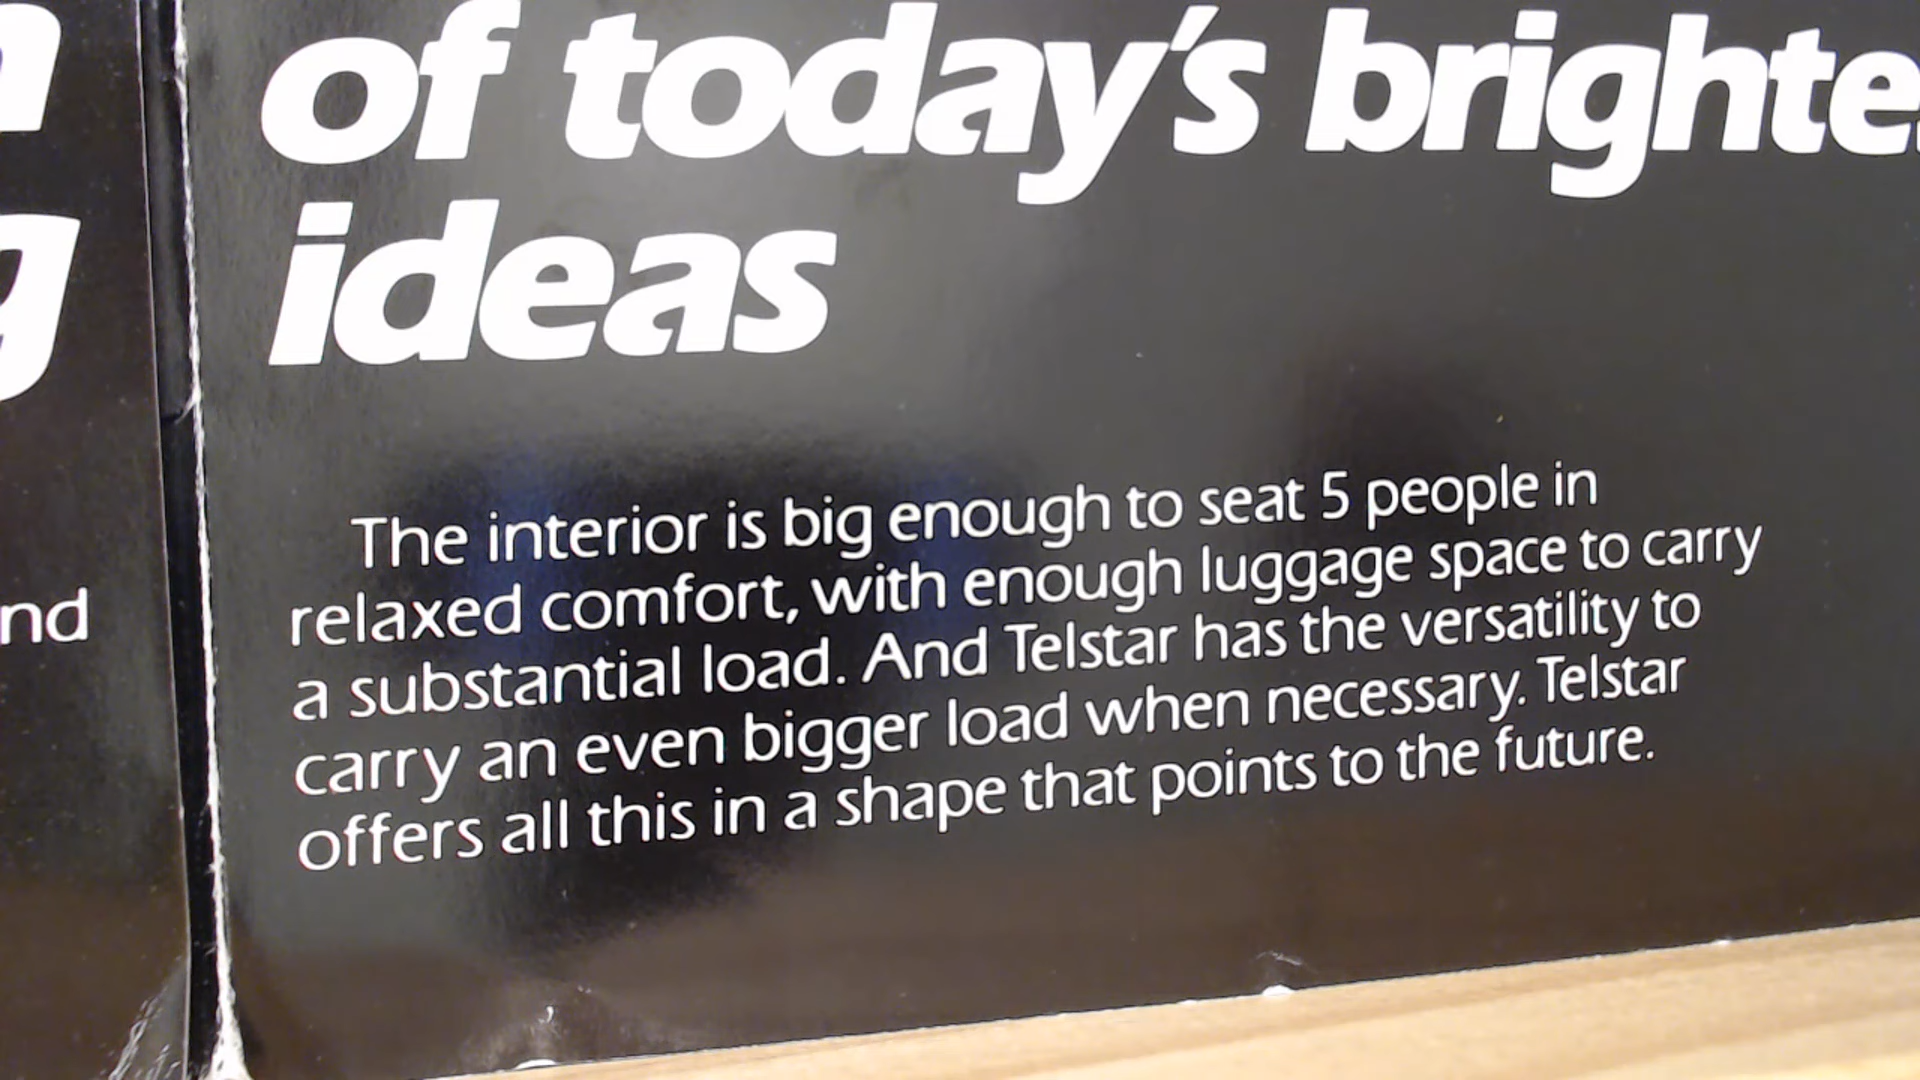 of today's
ideas
The interior is big enough to seat 5 people in
relaxed comfort, with enough luggage space to carry
a substantial load. And Telstar has the versatility to
carry an even bigger load when necessary. Telstar
offers all this in a shape that points to the future.